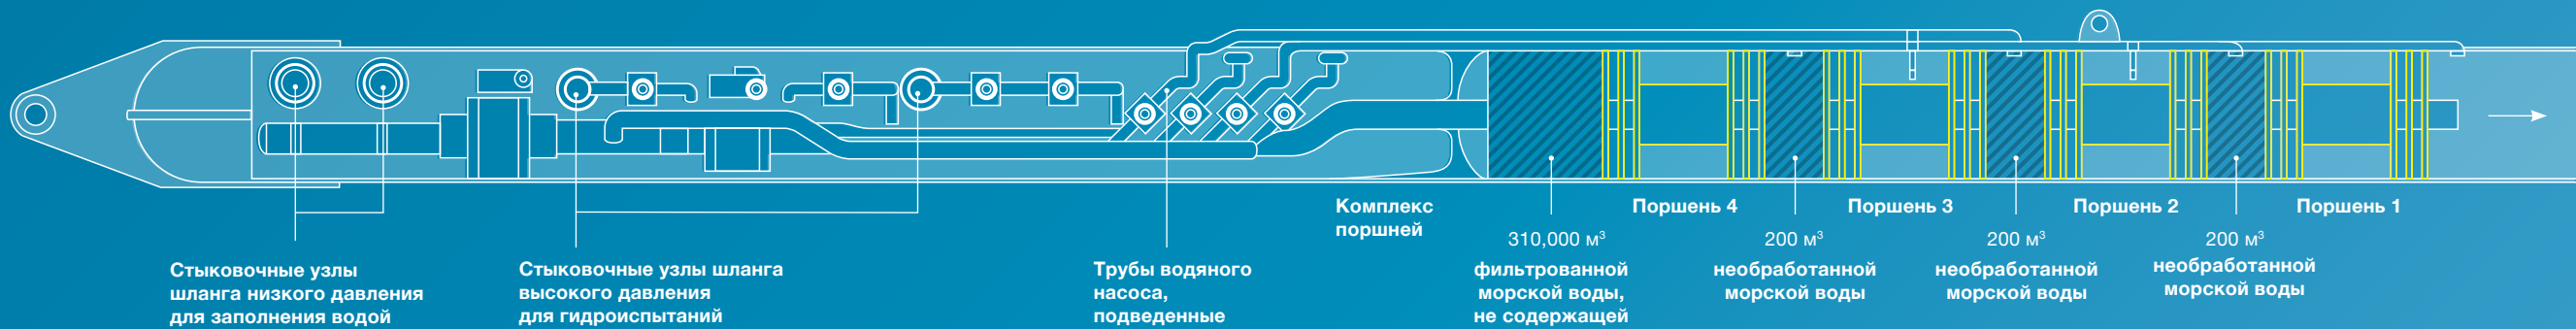 Комплекс
поршней
Поршень 4
Поршень 3
Поршень 2
Поршень 1
310,000 м³
фильтрованной
морской воды,
не содержащей
200 м³
необработанной
морской воды
200 м³
необработанной
морской воды
200 м³
необработанной
морской воды
Стыковочные узлы
шланга низкого давления
для заполнения водой
Стыковочные узлы шланга
высокого давления
для гидроиспытаний
Трубы водяного
насоса,
подведенные